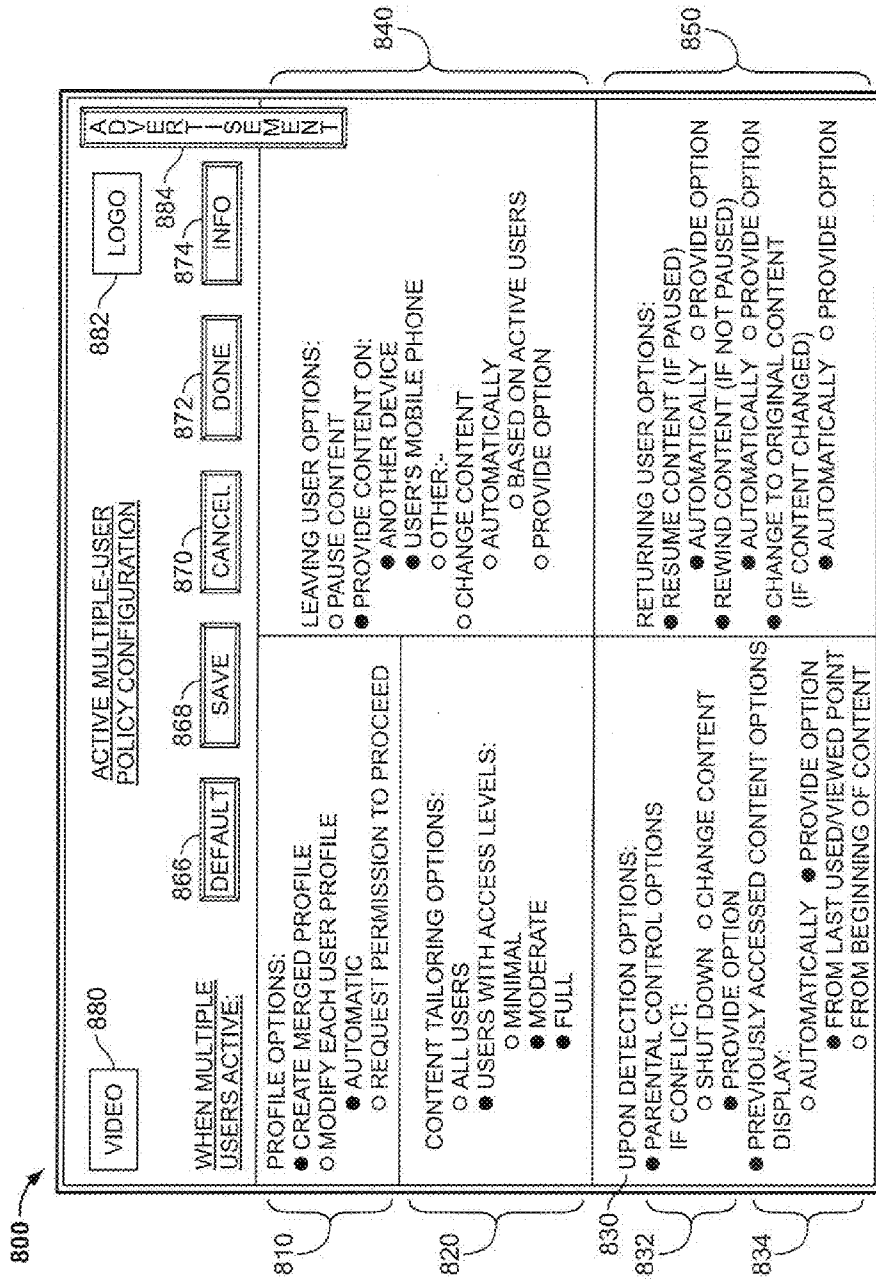 800
VIDEO
880
ACTIVE MULTIPLE-USER
POLICY CONFIGURATION
882
LOGO
ADVERTISEMENT
884
WHEN MULTIPLE
USERS ACTIVE:
866
DEFAULT
868
SAVE
870
CANCEL
872
DONE
874
INFO
810
PROFILE OPTIONS:
● CREATE MERGED PROFILE
○ MODIFY EACH USER PROFILE
● AUTOMATIC
○ REQUEST PERMISSION TO PROCEED
820
CONTENT TAILORING OPTIONS:
○ ALL USERS
● USERS WITH ACCESS LEVELS:
○ MINIMAL
● MODERATE
● FULL
840
LEAVING USER OPTIONS:
○ PAUSE CONTENT
● PROVIDE CONTENT ON:
● ANOTHER DEVICE
● USER'S MOBILE PHONE
○ OTHER:-
○ CHANGE CONTENT
○ AUTOMATICALLY
○ BASED ON ACTIVE USERS
○ PROVIDE OPTION
830
UPON DETECTION OPTIONS:
832
● PARENTAL CONTROL OPTIONS
IF CONFLICT:
○ SHUT DOWN ○ CHANGE CONTENT
● PROVIDE OPTION
834
● PREVIOUSLY ACCESSED CONTENT OPTIONS
DISPLAY:
○ AUTOMATICALLY ● PROVIDE OPTION
● FROM LAST USED/VIEWED POINT
○ FROM BEGINNING OF CONTENT
850
RETURNING USER OPTIONS:
● RESUME CONTENT (IF PAUSED)
● AUTOMATICALLY ○ PROVIDE OPTION
● REWIND CONTENT (IF NOT PAUSED)
● AUTOMATICALLY ○ PROVIDE OPTION
● CHANGE TO ORIGINAL CONTENT
(IF CONTENT CHANGED)
● AUTOMATICALLY ○ PROVIDE OPTION